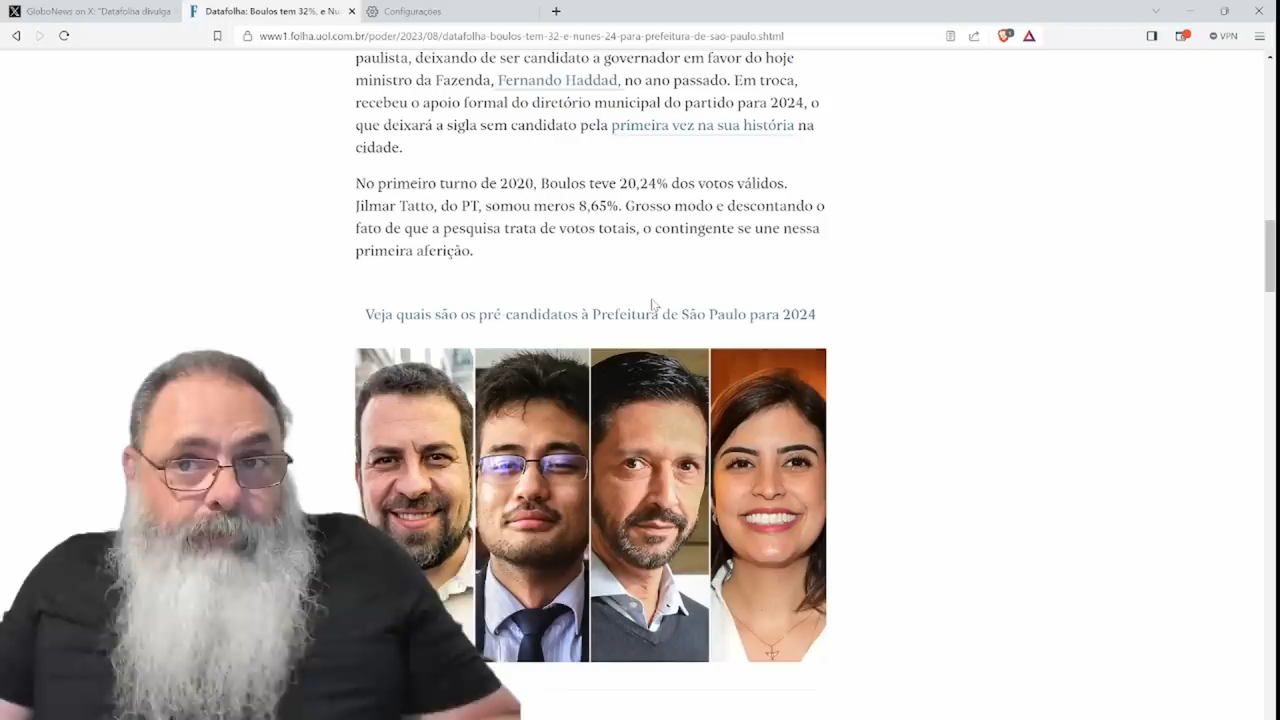 GloboNews on X: "Datafolha divulga
Datafolha: Boulos tem 32%, e Nu
Configurações
www1.folha.uol.com.br/poder/2023/08/datafolha-boulos-tem-32-e-nunes-24-para-prefeitura-de-sao-paulo.shtml
VPN
paulista, deixando de ser candidato a governador em favor do hoje
ministro da Fazenda, Fernando Haddad, no ano passado. Em troca,
recebeu o apoio formal do diretório municipal do partido para 2024, o
que deixará a sigla sem candidato pela primeira vez na sua história na
cidade.
No primeiro turno de 2020, Boulos teve 20,24% dos votos válidos.
Jilmar Tatto, do PT, somou meros 8,65%. Grosso modo e descontando o
fato de que a pesquisa trata de votos totais, o contingente se une nessa
primeira aferição.
Veja quais são os pré-candidatos à Prefeitura de São Paulo para 2024